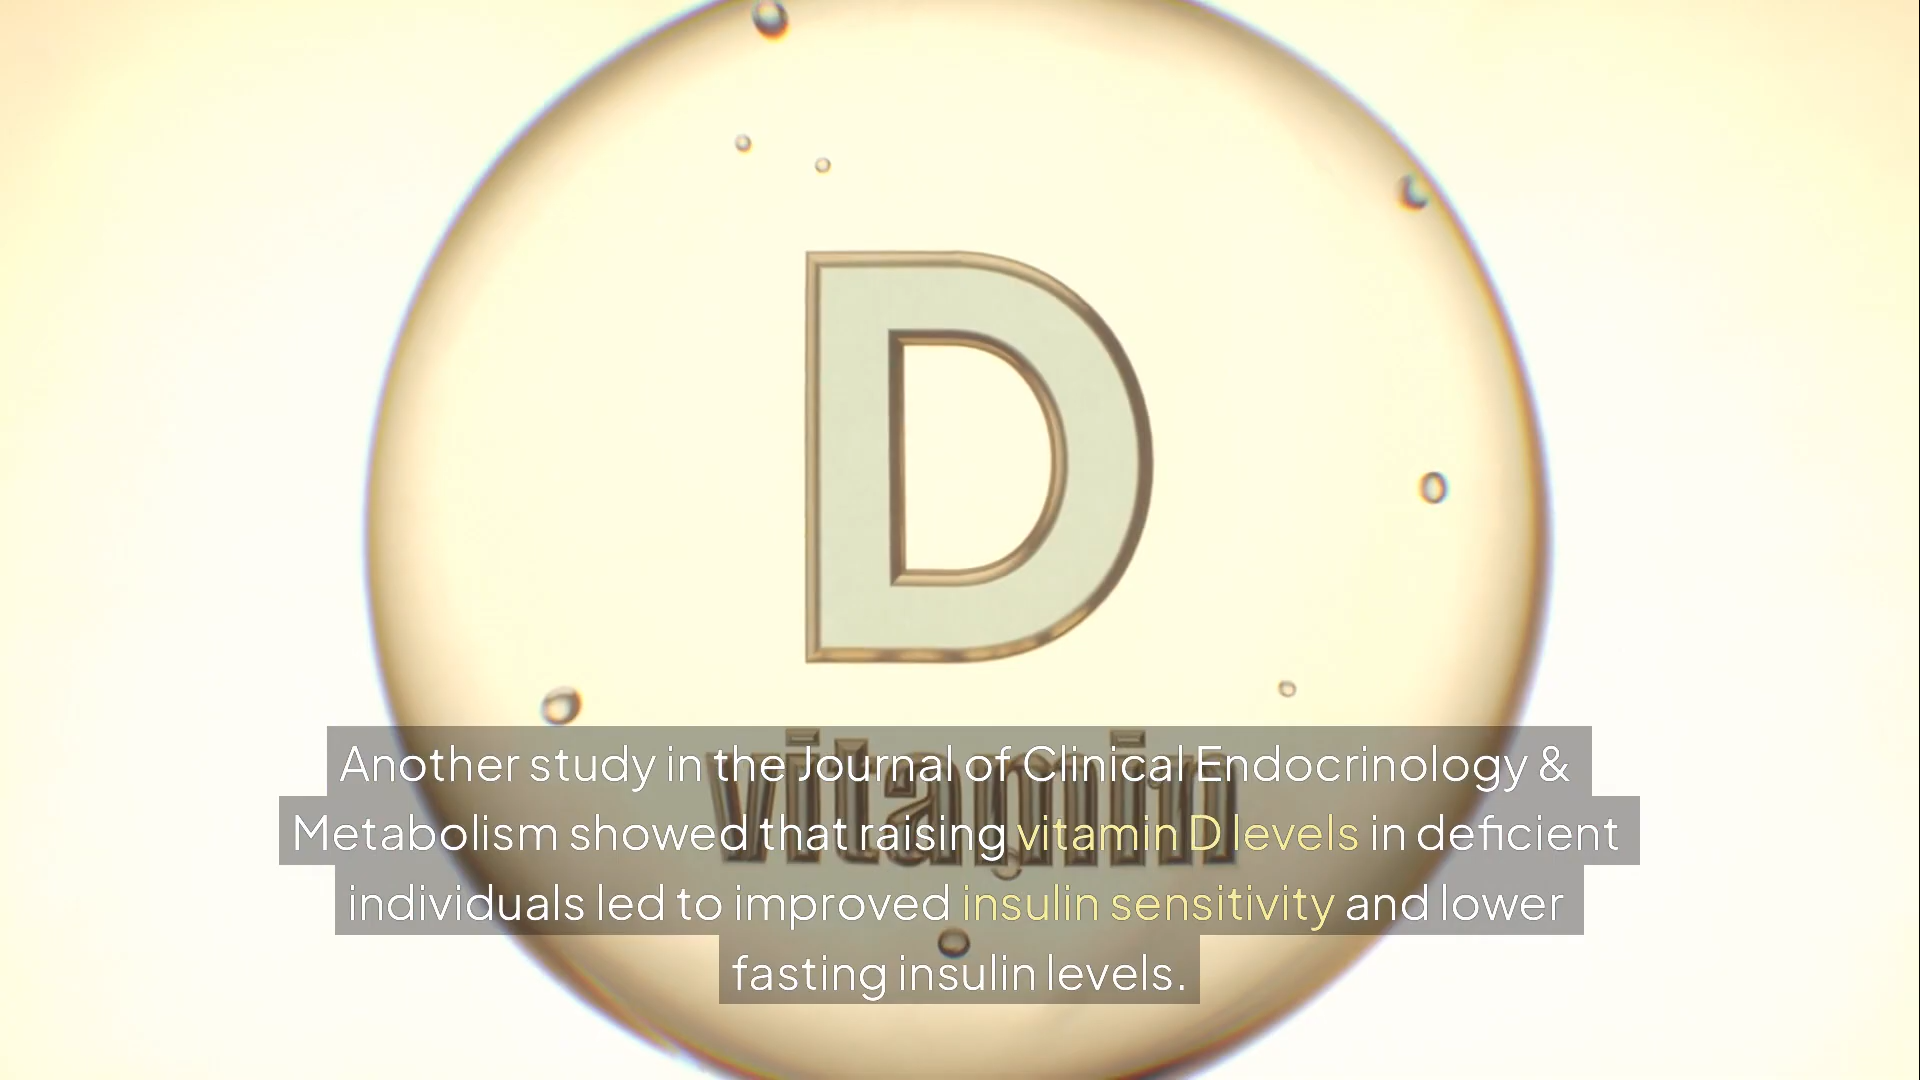 D
vitamin
Another study in the Journal of Clinical Endocrinology &
Metabolism showed that raising vitamin D levels in deficient
individuals led to improved insulin sensitivity and lower
fasting insulin levels.